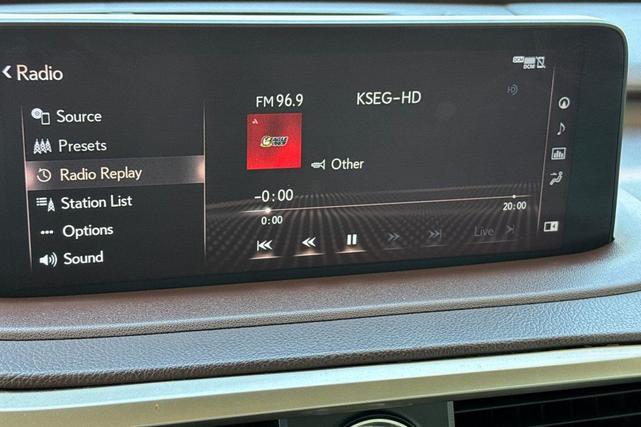 Radio
DCM
FM 96.9
KSEG-HD
Source
Presets
Radio Replay
Other
Station List
-0:00
0:00
20:00
Options
Live
Sound